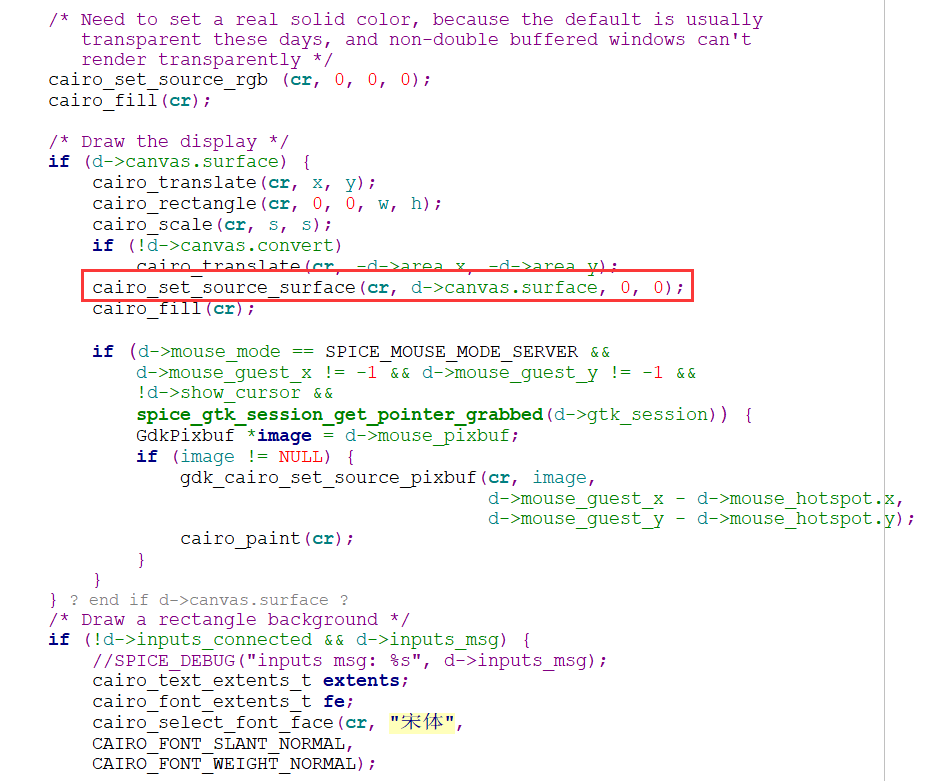 /* Need to set a real solid color, because the default is usually
   transparent these days, and non-double buffered windows can't
   render transparently */
cairo_set_source_rgb (cr, 0, 0, 0);
cairo_fill(cr);

/* Draw the display */
if (d->canvas.surface) {
    cairo_translate(cr, x, y);
    cairo_rectangle(cr, 0, 0, w, h);
    cairo_scale(cr, s, s);
    if (!d->canvas.convert)
        cairo_translate(cr, -d->area.x, -d->area.y);
    cairo_set_source_surface(cr, d->canvas.surface, 0, 0);
    cairo_fill(cr);

    if (d->mouse_mode == SPICE_MOUSE_MODE_SERVER &&
        d->mouse_guest_x != -1 && d->mouse_guest_y != -1 &&
        !d->show_cursor &&
        spice_gtk_session_get_pointer_grabbed(d->gtk_session)) {
        GdkPixbuf *image = d->mouse_pixbuf;
        if (image != NULL) {
            gdk_cairo_set_source_pixbuf(cr, image,
                                        d->mouse_guest_x - d->mouse_hotspot.x,
                                        d->mouse_guest_y - d->mouse_hotspot.y);
            cairo_paint(cr);
        }
    }
} ? end if d->canvas.surface ?
/* Draw a rectangle background */
if (!d->inputs_connected && d->inputs_msg) {
    //SPICE_DEBUG("inputs msg: %s", d->inputs_msg);
    cairo_text_extents_t extents;
    cairo_font_extents_t fe;
    cairo_select_font_face(cr, "宋体",
    CAIRO_FONT_SLANT_NORMAL,
    CAIRO_FONT_WEIGHT_NORMAL);